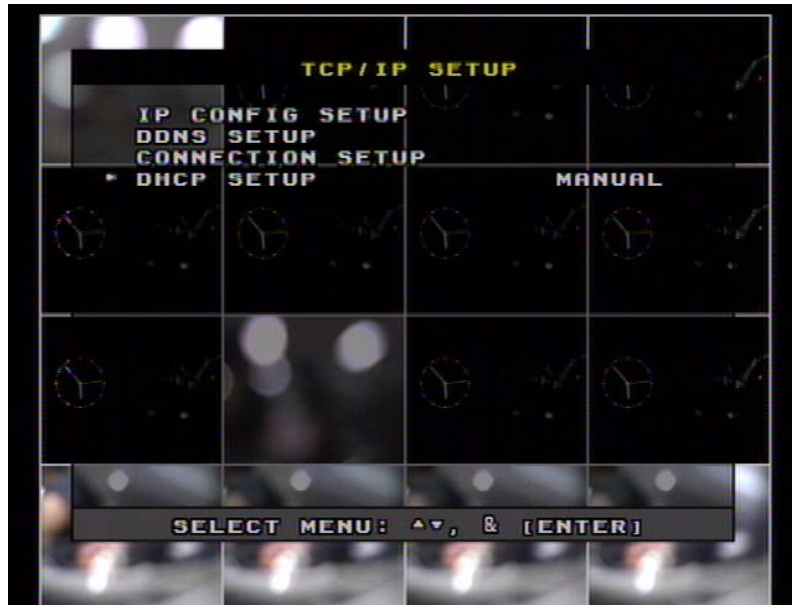 TCP/IP SETUP
IP CONFIG SETUP
DDNS SETUP
CONNECTION SETUP
▶ DHCP SETUP MANUAL
SELECT MENU: ▲▼, & [ENTER]